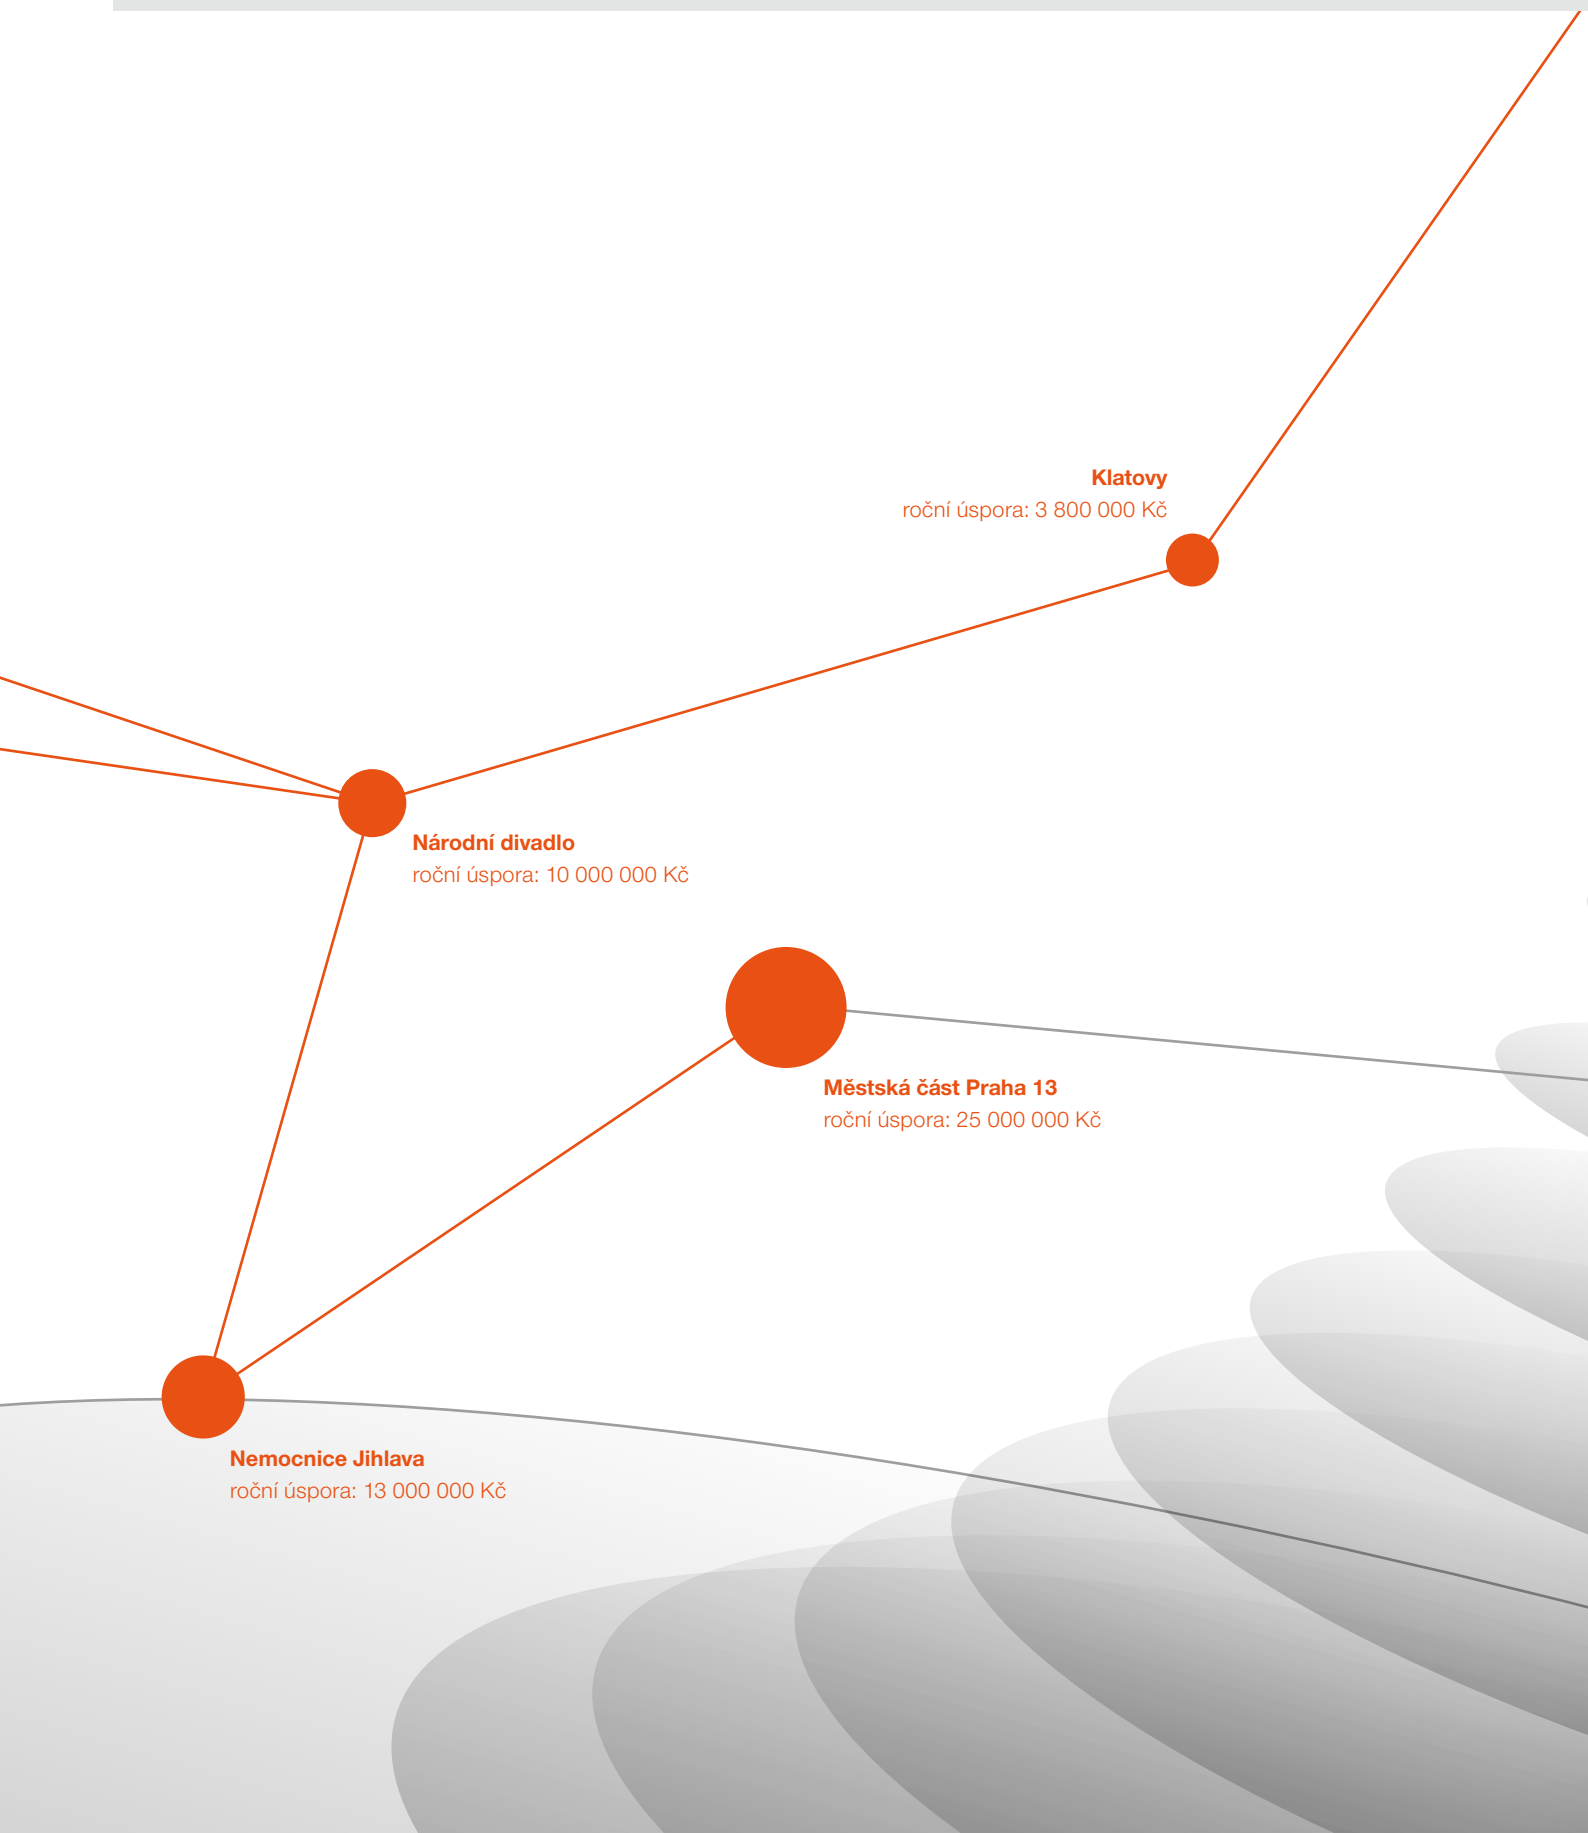 Klatovy
roční úspora: 3 800 000 Kč
Národní divadlo
roční úspora: 10 000 000 Kč
Městská část Praha 13
roční úspora: 25 000 000 Kč
Nemocnice Jihlava
roční úspora: 13 000 000 Kč